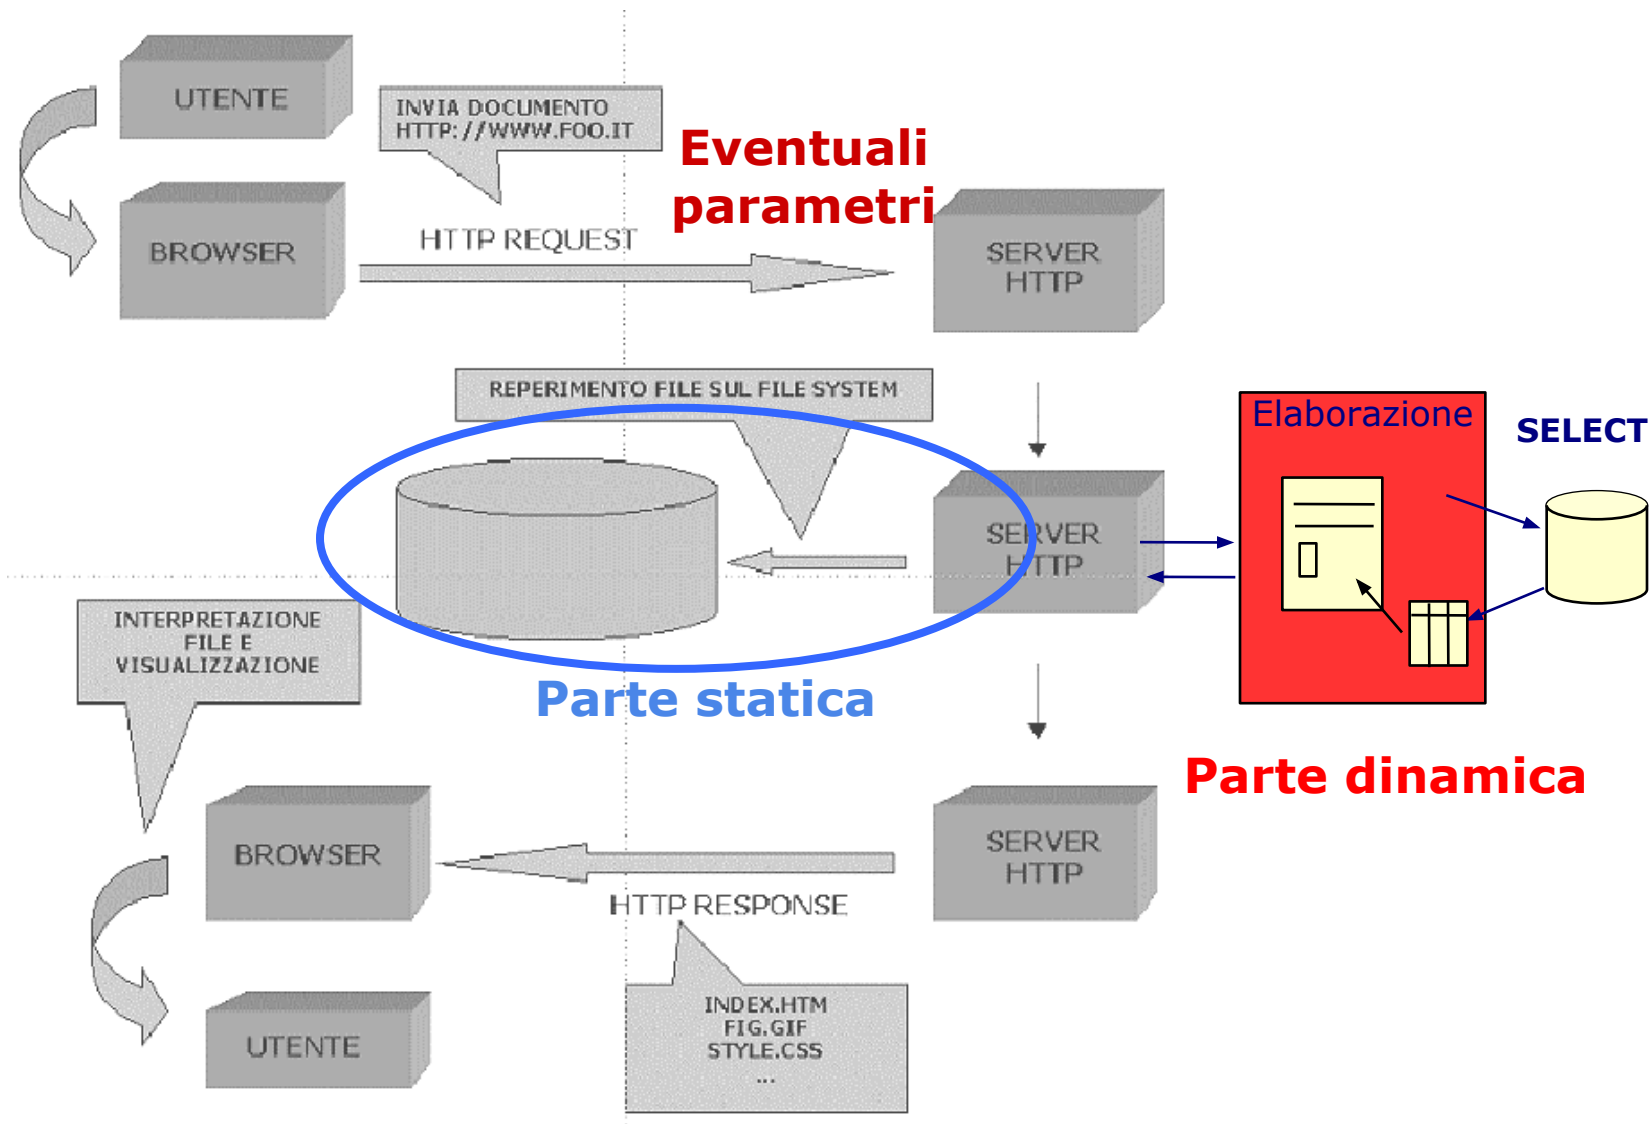 UTENTE
INVIA DOCUMENTO
HTTP://WWW.FOO.IT
Eventuali
parametri
BROWSER
HTTP REQUEST
SERVER
HTTP
REPERIMENTO FILE SUL FILE SYSTEM
Elaborazione
SELECT
SERVER
HTTP
INTERPRETAZIONE
FILE E
VISUALIZZAZIONE
Parte statica
Parte dinamica
BROWSER
SERVER
HTTP
HTTP RESPONSE
INDEX.HTM
FIG.GIF
STYLE.CSS
...
UTENTE